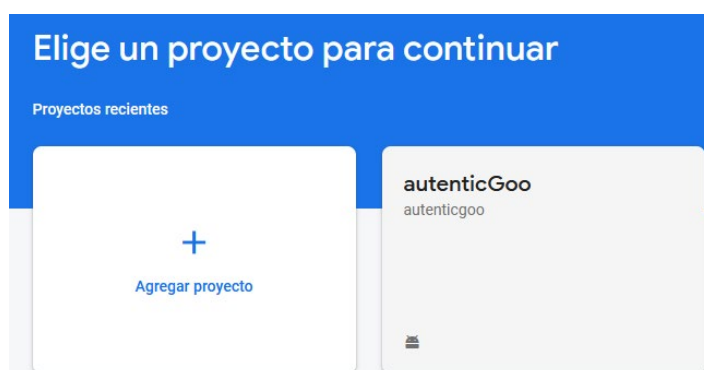 Elige un proyecto para continuar
Proyectos recientes
autenticGoo
autenticgoo
Agregar proyecto